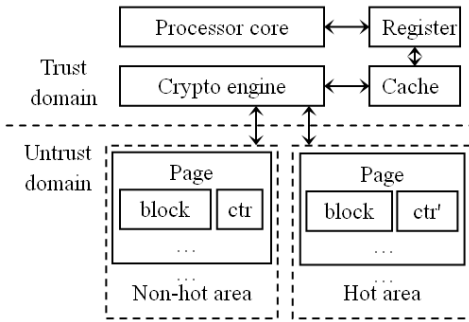 Processor core
Register
Trust
domain
Crypto engine
Cache
Untrust
domain
Page
block
ctr
...
...
Non-hot area
Page
block
ctr'
...
...
Hot area